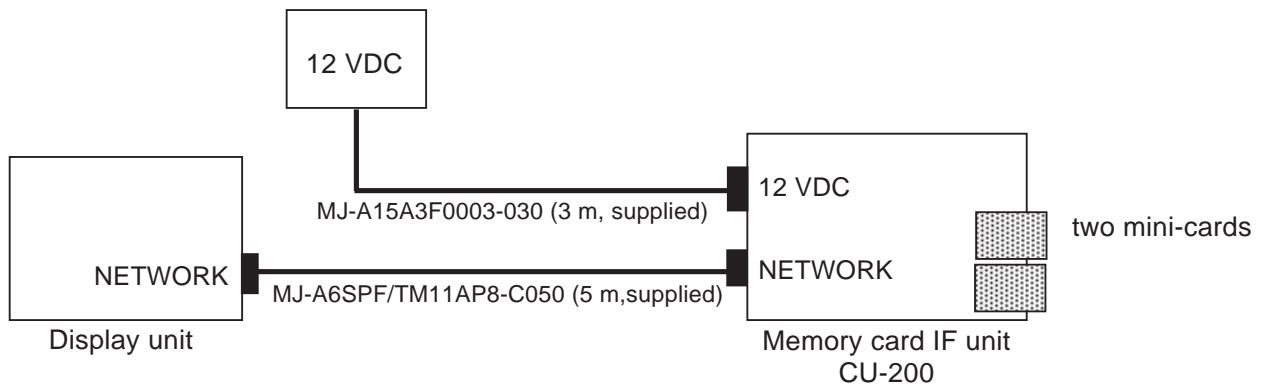 12 VDC
12 VDC
MJ-A15A3F0003-030 (3 m, supplied)
two mini-cards
NETWORK
NETWORK
MJ-A6SPF/TM11AP8-C050 (5 m,supplied)
Display unit
Memory card IF unit
CU-200